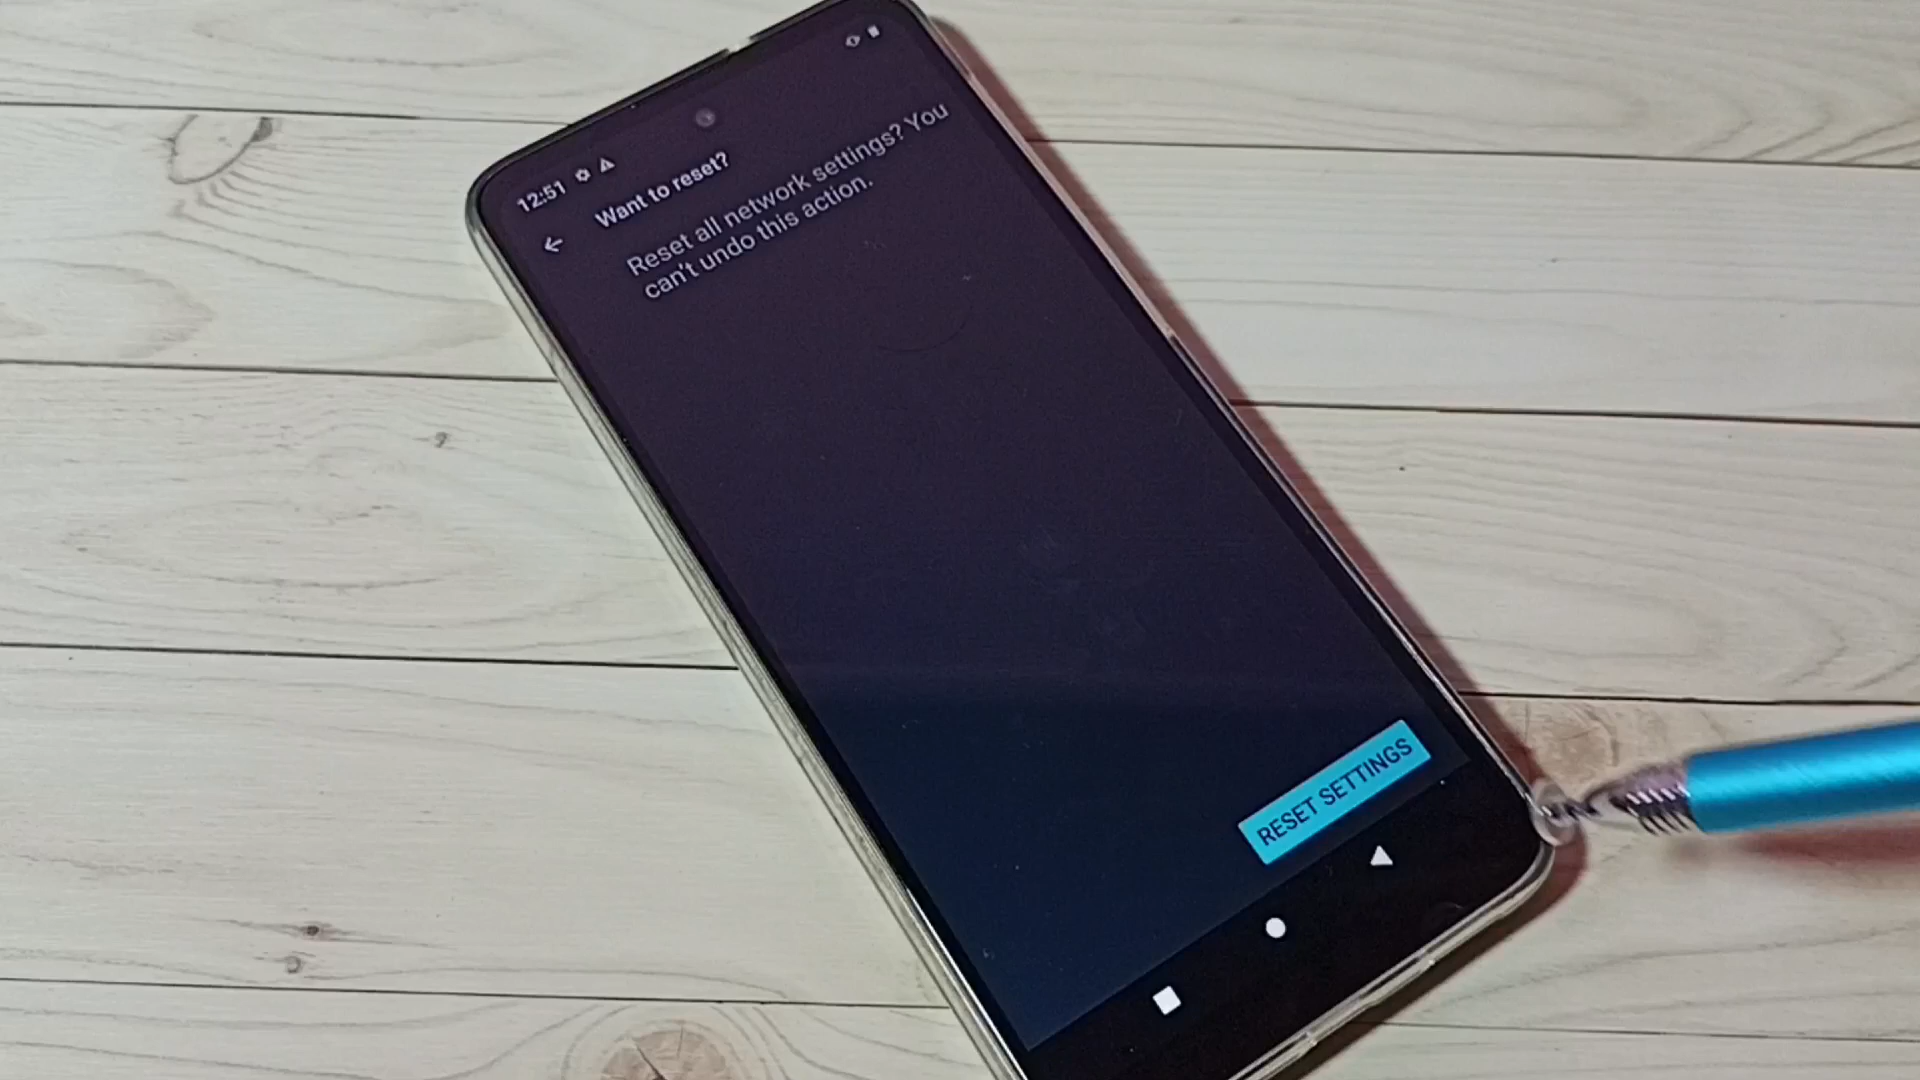 12:51
Want to reset?
Reset all network settings? You
can't undo this action.
RESET SETTINGS